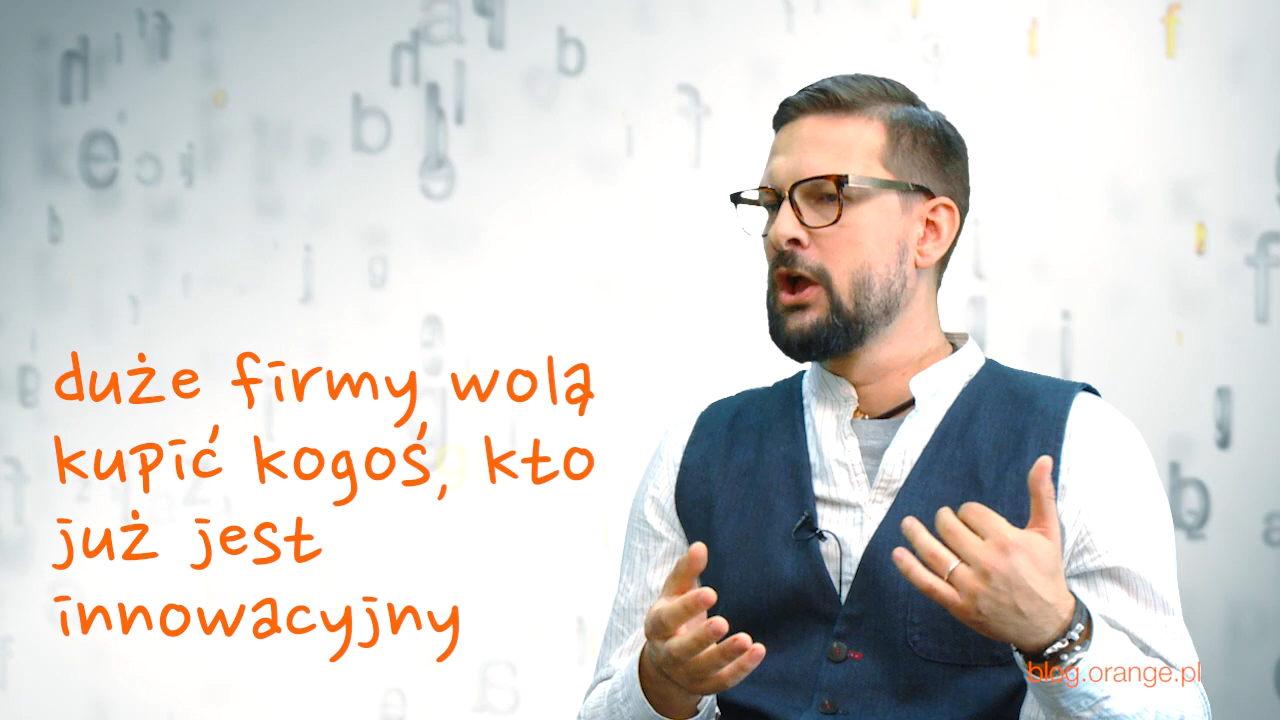 duże firmy wolą
kupić kogoś, kto
już jest
innowacyjny
blog.orange.pl